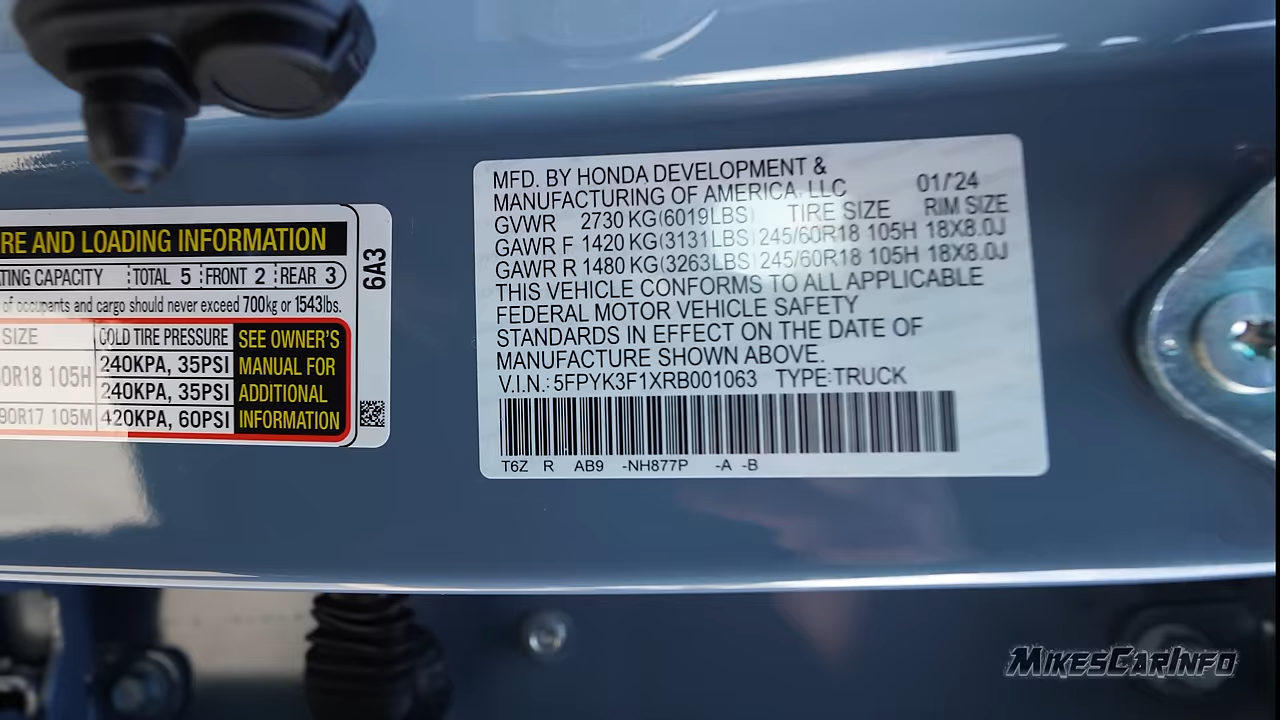 RE AND LOADING INFORMATION
ATING CAPACITY TOTAL 5 FRONT 2 REAR 3
of occupants and cargo should never exceed 700kg or 1543lbs.
SIZE COLD TIRE PRESSURE SEE OWNER'S
MANUAL FOR
ADDITIONAL
INFORMATION
0R18 105H 240KPA, 35PSI
240KPA, 35PSI
90R17 105M 420KPA, 60PSI
6A3
MFD. BY HONDA DEVELOPMENT &
MANUFACTURING OF AMERICA, LLC 01/'24
GVWR 2730 KG(6019LBS) TIRE SIZE RIM SIZE
GAWR F 1420 KG(3131LBS) 245/60R18 105H 18X8.0J
GAWR R 1480 KG(3263LBS) 245/60R18 105H 18X8.0J
THIS VEHICLE CONFORMS TO ALL APPLICABLE
FEDERAL MOTOR VEHICLE SAFETY
STANDARDS IN EFFECT ON THE DATE OF
MANUFACTURE SHOWN ABOVE.
V.I.N.: 5FPYK3F1XRB001063 TYPE:TRUCK
T6Z R AB9 -NH877P -A -B
MIKESCARINFO